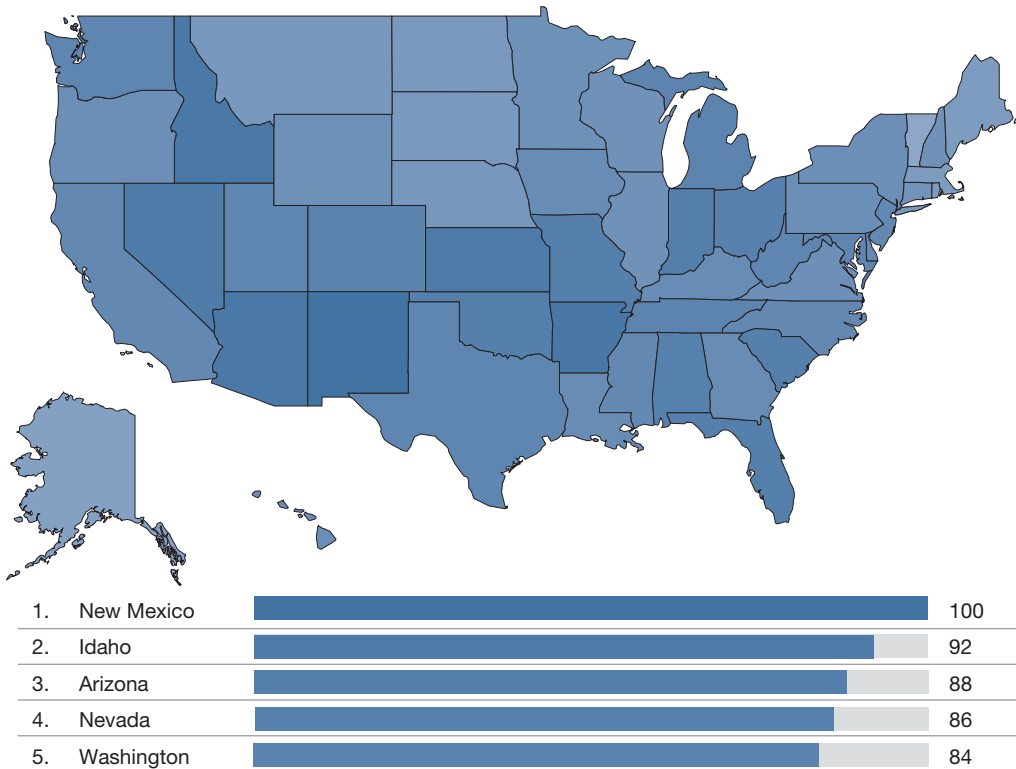 1. New Mexico 100
2. Idaho 92
3. Arizona 88
4. Nevada 86
5. Washington 84